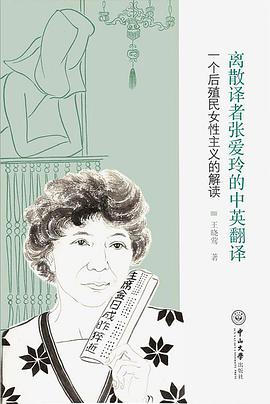 离散译者张爱玲的中英翻译
一个后殖民女性主义的解读
王晓莺 著
主席金日成昨猝逝
中山大学出版社